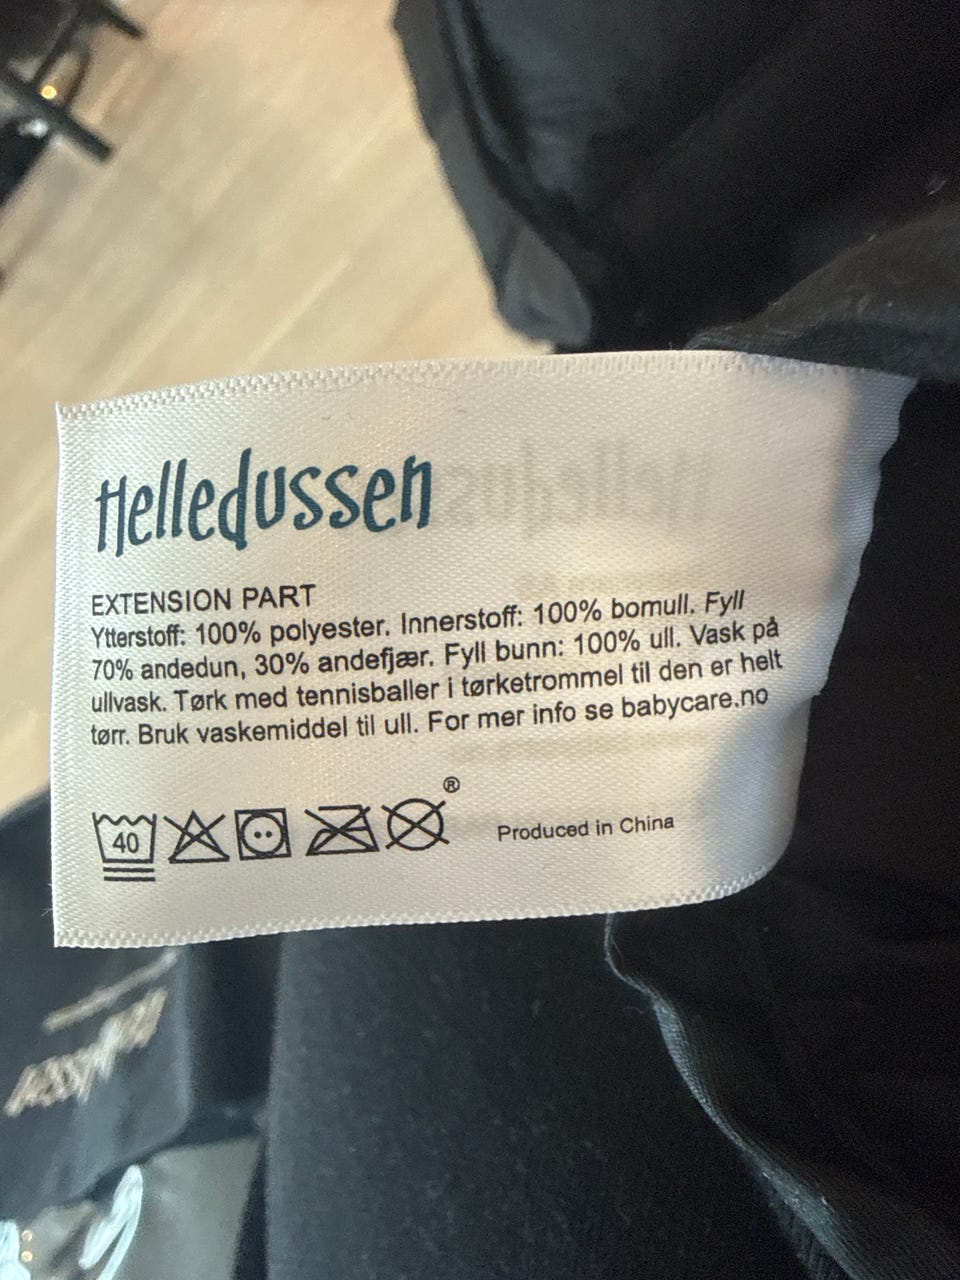 Helledussen
EXTENSION PART
Ytterstoff: 100% polyester. Innerstoff: 100% bomull. Fyll
70% andedun, 30% andefjær. Fyll bunn: 100% ull. Vask på
ullvask. Tørk med tennisballer i tørketrommel til den er helt
tørr. Bruk vaskemiddel til ull. For mer info se babycare.no
40
®
Produced in China